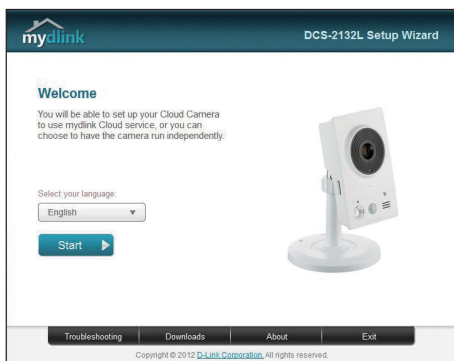 mydlink
DCS-2132L Setup Wizard
Welcome
You will be able to set up your Cloud Camera
to use mydlink Cloud service, or you can
choose to have the camera run independently.
Select your language:
English
Start
Troubleshooting Downloads About Exit
Copyright © 2012 D-Link Corporation. All rights reserved.